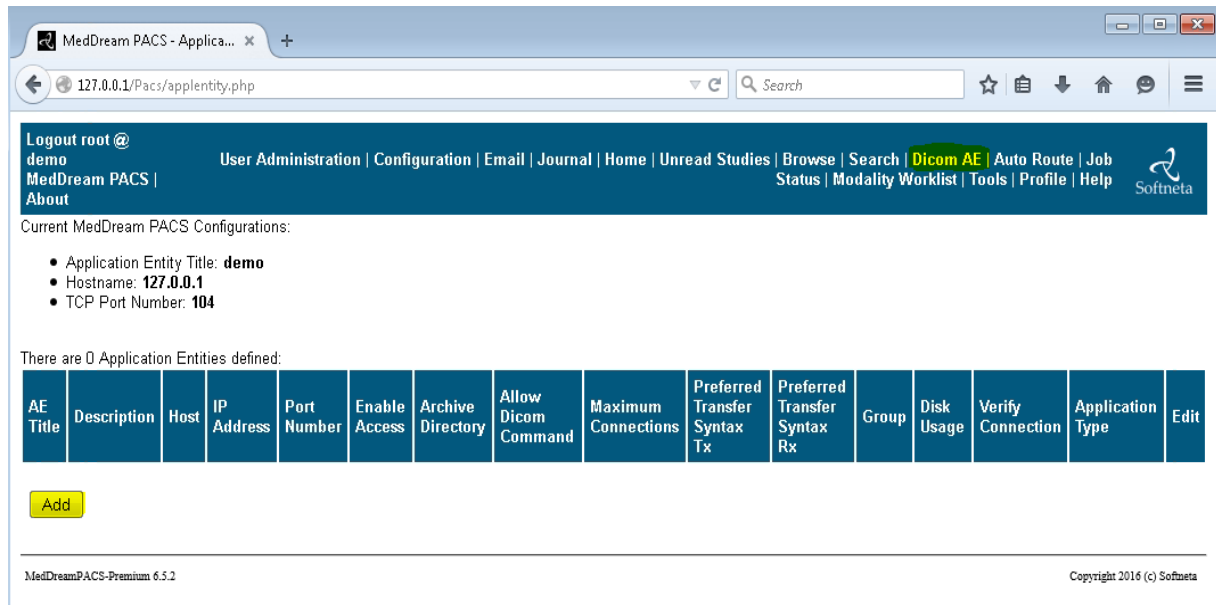 MedDream PACS - Applica...
127.0.0.1/Pacs/applentity.php
Search
Logout root @
demo
MedDream PACS |
About
User Administration | Configuration | Email | Journal | Home | Unread Studies | Browse | Search | Dicom AE | Auto Route | Job
Status | Modality Worklist | Tools | Profile | Help
Softneta
Current MedDream PACS Configurations:
Application Entity Title: demo
Hostname: 127.0.0.1
TCP Port Number: 104
There are 0 Application Entities defined:
AE
Title
Description
Host
IP
Address
Port
Number
Enable
Access
Archive
Directory
Allow
Dicom
Command
Maximum
Connections
Preferred
Transfer
Syntax
Tx
Preferred
Transfer
Syntax
Rx
Group
Disk
Usage
Verify
Connection
Application
Type
Edit
Add
MedDreamPACS-Premium 6.5.2
Copyright 2016 (c) Softneta